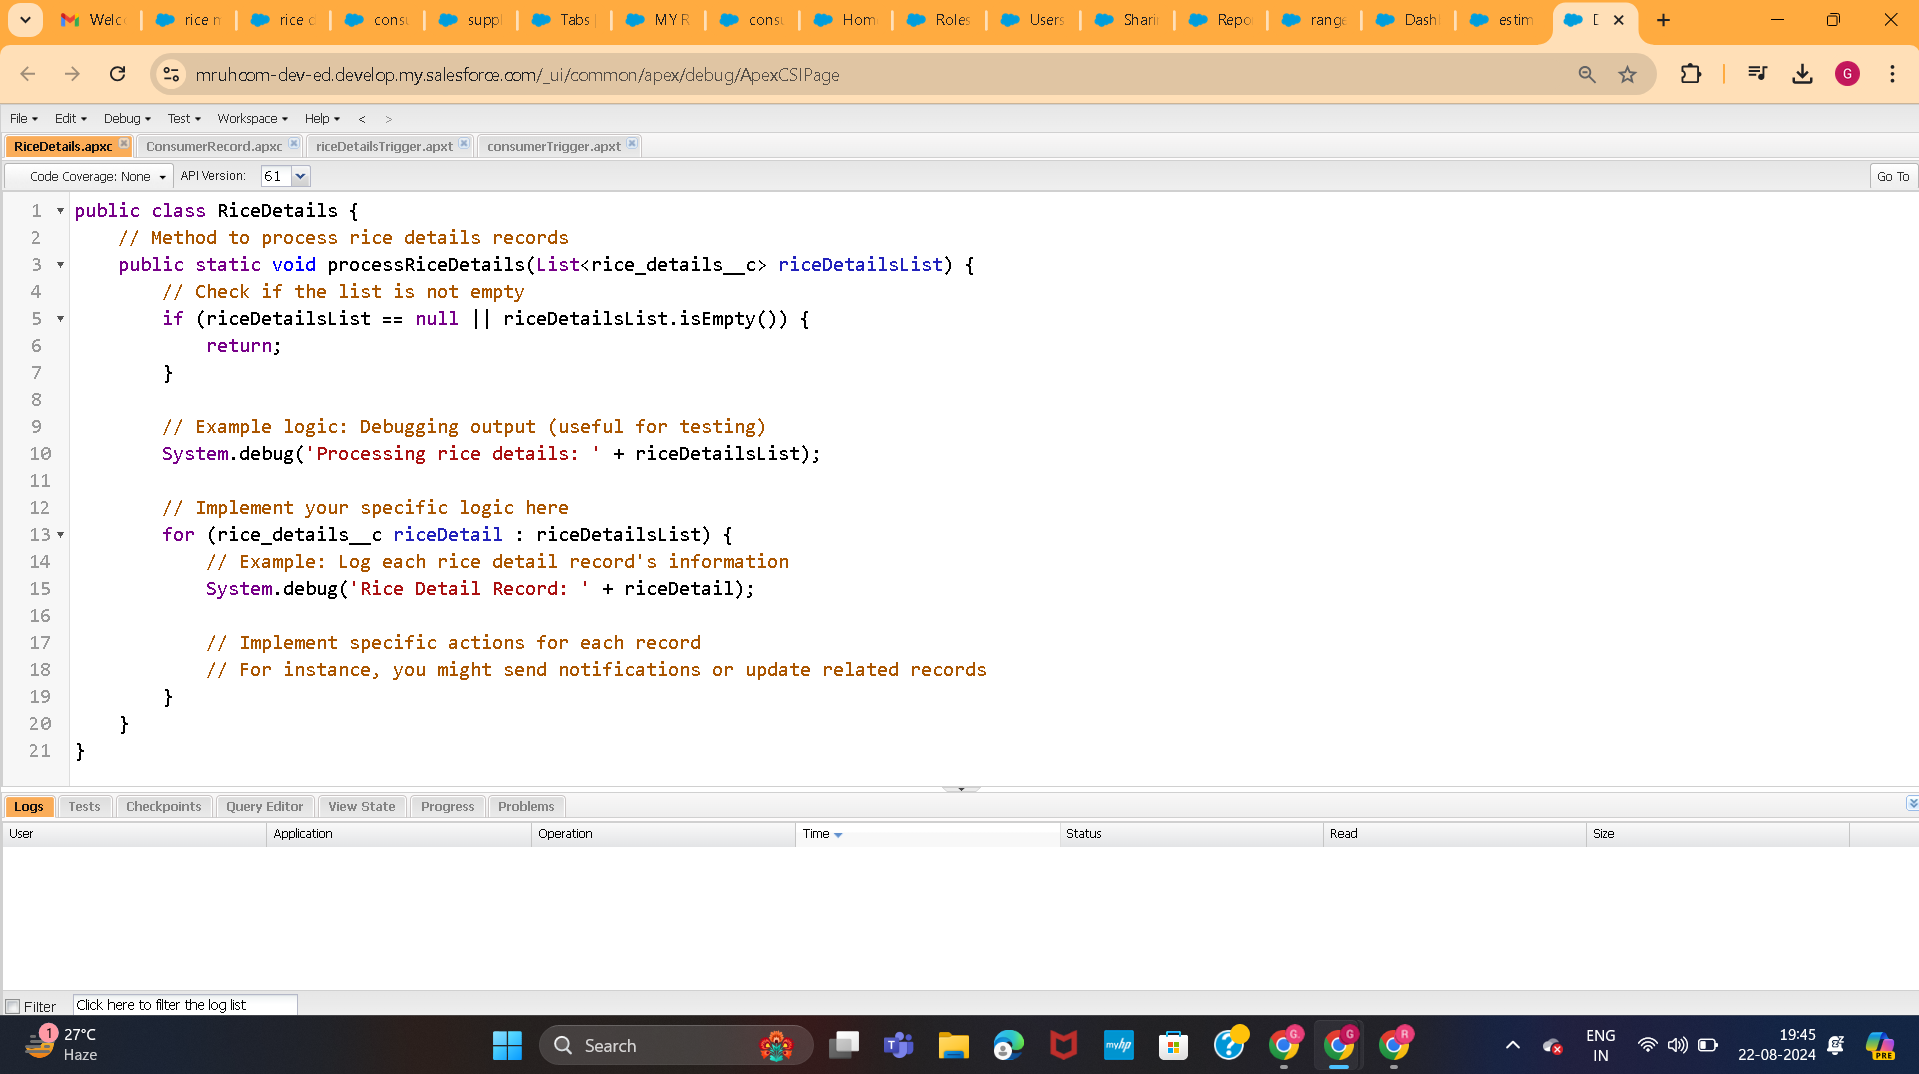 Welc
rice n
rice
consu
suppl
Tabs
MY R
consu
Hom
Roles
Users
Shari
Repo
range
Dash
estim
mruhcom-dev-ed.develop.my.salesforce.com/_ui/common/apex/debug/ApexCSIPage
G
File Edit Debug Test Workspace Help < >
RiceDetails.apxc ConsumerRecord.apxc riceDetailsTrigger.apxt consumerTrigger.apxt
Code Coverage: None API Version: 61 Go To
1 public class RiceDetails {
2 // Method to process rice details records
3 public static void processRiceDetails(List<rice_details__c> riceDetailsList) {
4 // Check if the list is not empty
5 if (riceDetailsList == null || riceDetailsList.isEmpty()) {
6 return;
7 }
8
9 // Example logic: Debugging output (useful for testing)
10 System.debug('Processing rice details: ' + riceDetailsList);
11
12 // Implement your specific logic here
13 for (rice_details__c riceDetail : riceDetailsList) {
14 // Example: Log each rice detail record's information
15 System.debug('Rice Detail Record: ' + riceDetail);
16
17 // Implement specific actions for each record
18 // For instance, you might send notifications or update related records
19 }
20 }
21 }
Logs Tests Checkpoints Query Editor View State Progress Problems
User Application Operation Time Status Read Size
Filter Click here to filter the log list
1
27°C
Haze
Search
myhp
G
G
R
ENG
IN
19:45
22-08-2024
PRE